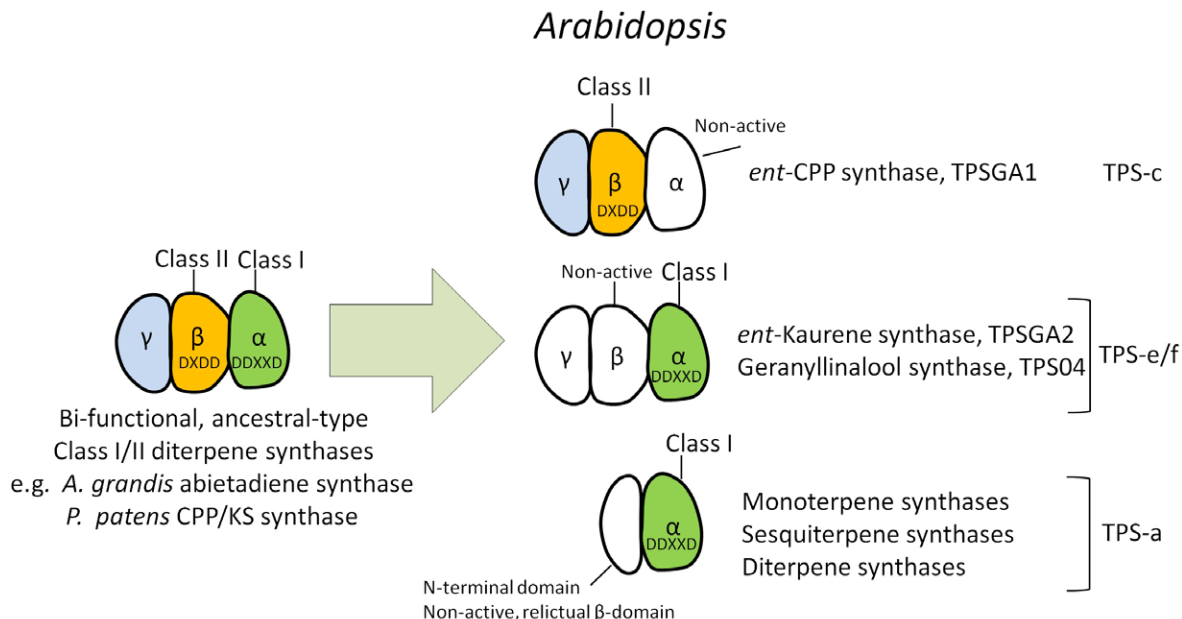 Arabidopsis
Class II
Non-active
γ
β
α
DXDD
ent-CPP synthase, TPSGA1
TPS-c
Class II
Class I
γ
β
α
DXDD
DDXXD
Bi-functional, ancestral-type
Class I/II diterpene synthases
e.g. A. grandis abietadiene synthase
P. patens CPP/KS synthase
Non-active
Class I
γ
β
α
DDXXD
ent-Kaurene synthase, TPSGA2
Geranyllinalool synthase, TPS04
TPS-e/f
Class I
α
DDXXD
N-terminal domain
Non-active, relictual β-domain
Monoterpene synthases
Sesquiterpene synthases
Diterpene synthases
TPS-a